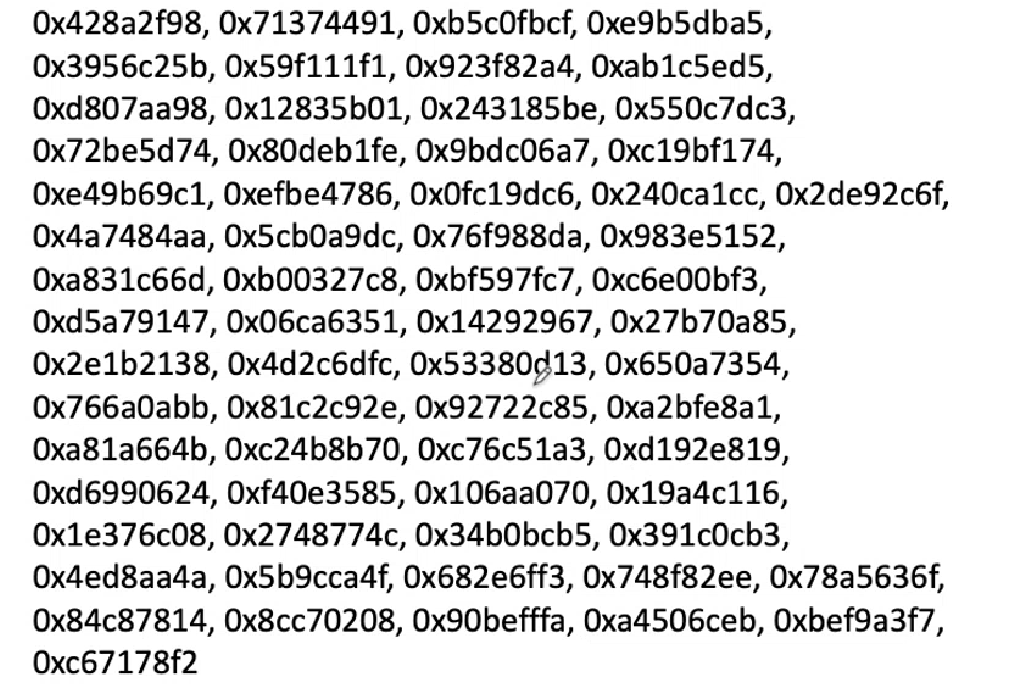 0x428a2f98, 0x71374491, 0xb5c0fbcf, 0xe9b5dba5,
0x3956c25b, 0x59f111f1, 0x923f82a4, 0xab1c5ed5,
0xd807aa98, 0x12835b01, 0x243185be, 0x550c7dc3,
0x72be5d74, 0x80deb1fe, 0x9bdc06a7, 0xc19bf174,
0xe49b69c1, 0xefbe4786, 0x0fc19dc6, 0x240ca1cc, 0x2de92c6f,
0x4a7484aa, 0x5cb0a9dc, 0x76f988da, 0x983e5152,
0xa831c66d, 0xb00327c8, 0xbf597fc7, 0xc6e00bf3,
0xd5a79147, 0x06ca6351, 0x14292967, 0x27b70a85,
0x2e1b2138, 0x4d2c6dfc, 0x53380d13, 0x650a7354,
0x766a0abb, 0x81c2c92e, 0x92722c85, 0xa2bfe8a1,
0xa81a664b, 0xc24b8b70, 0xc76c51a3, 0xd192e819,
0xd6990624, 0xf40e3585, 0x106aa070, 0x19a4c116,
0x1e376c08, 0x2748774c, 0x34b0bcb5, 0x391c0cb3,
0x4ed8aa4a, 0x5b9cca4f, 0x682e6ff3, 0x748f82ee, 0x78a5636f,
0x84c87814, 0x8cc70208, 0x90befffa, 0xa4506ceb, 0xbef9a3f7,
0xc67178f2